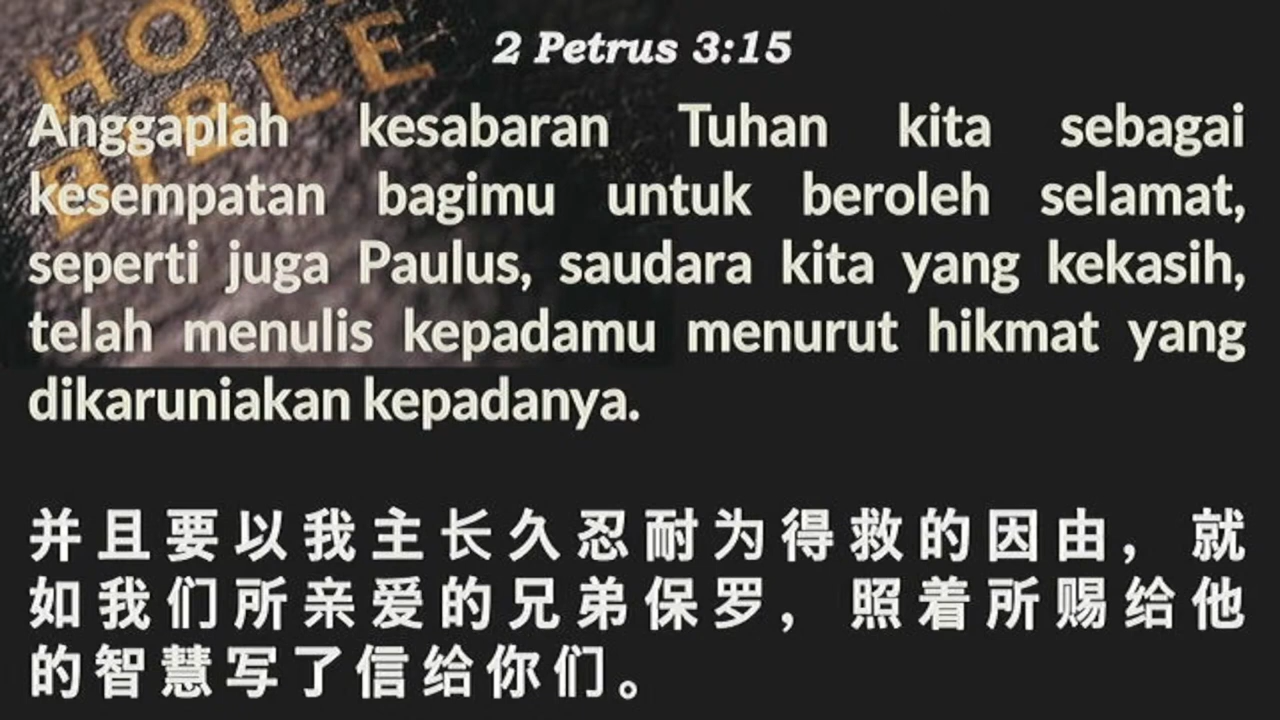 HOLY
BIBLE
2 Petrus 3:15
Anggaplah kesabaran Tuhan kita sebagai
kesempatan bagimu untuk beroleh selamat,
seperti juga Paulus, saudara kita yang kekasih,
telah menulis kepadamu menurut hikmat yang
dikaruniakan kepadanya.
并且要以我主长久忍耐为得救的因由，就
如我们所亲爱的兄弟保罗，照着所赐给他
的智慧写了信给你们。